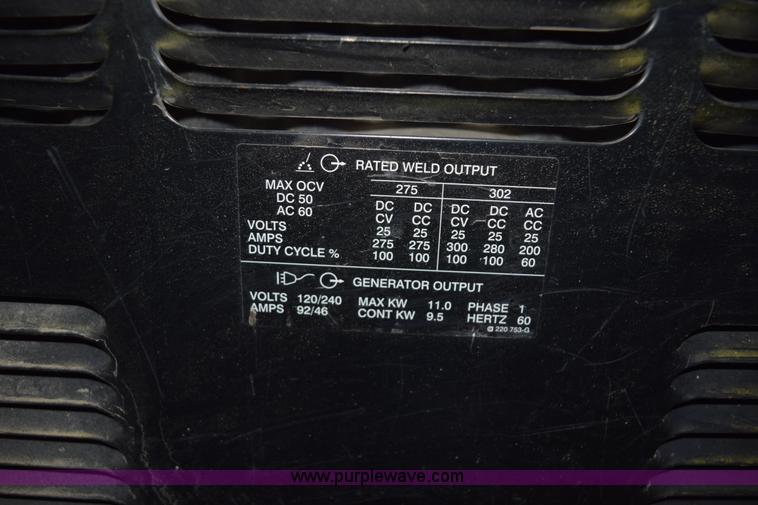 RATED WELD OUTPUT
MAX OCV 275 302
DC 50 DC DC DC DC AC
AC 60 CV CC CV CC CC
VOLTS 25 25 25 25 25
AMPS 275 275 300 280 200
DUTY CYCLE % 100 100 100 100 60
GENERATOR OUTPUT
VOLTS 120/240 MAX KW 11.0 PHASE 1
AMPS 92/46 CONT KW 9.5 HERTZ 60
220 753-G
www.purplewave.com